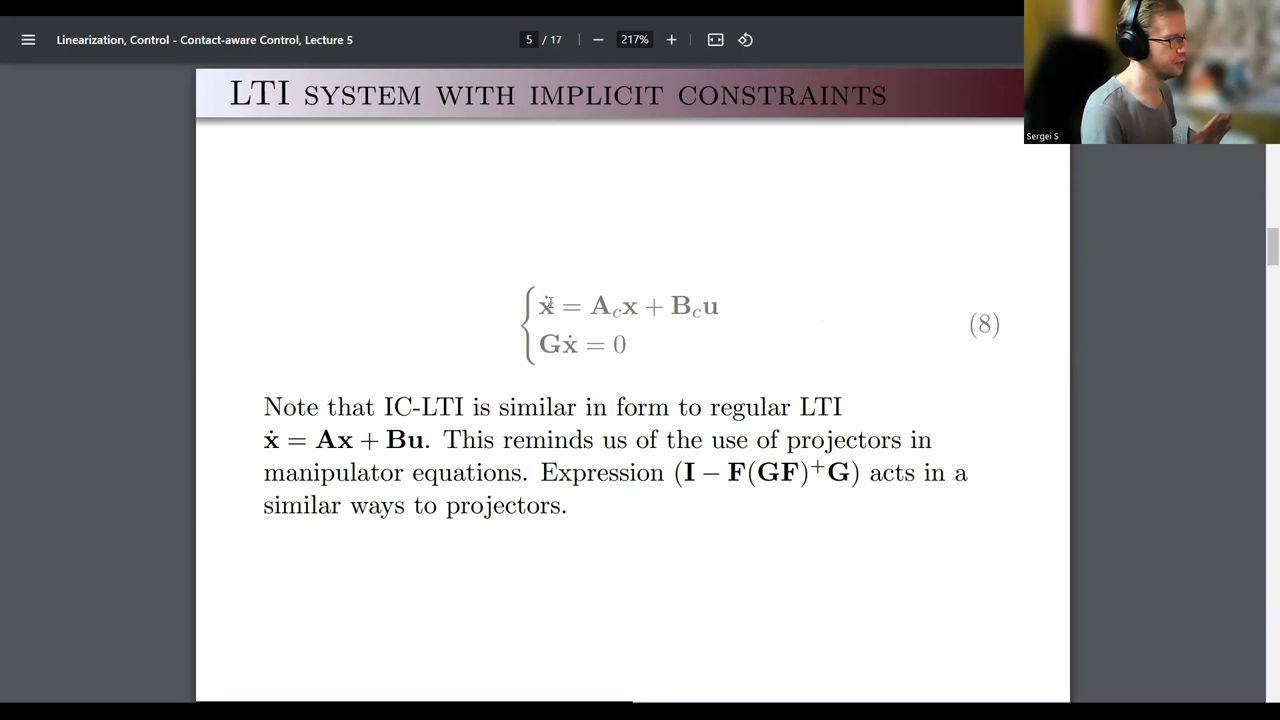 Linearization, Control - Contact-aware Control, Lecture 5
5 / 17
217%
Sergei S
LTI SYSTEM WITH IMPLICIT CONSTRAINTS
ẋ = A_c x + B_c u
Gẋ = 0
(8)
Note that IC-LTI is similar in form to regular LTI
ẋ = Ax + Bu. This reminds us of the use of projectors in
manipulator equations. Expression (I − F(GF)⁺G) acts in a
similar ways to projectors.